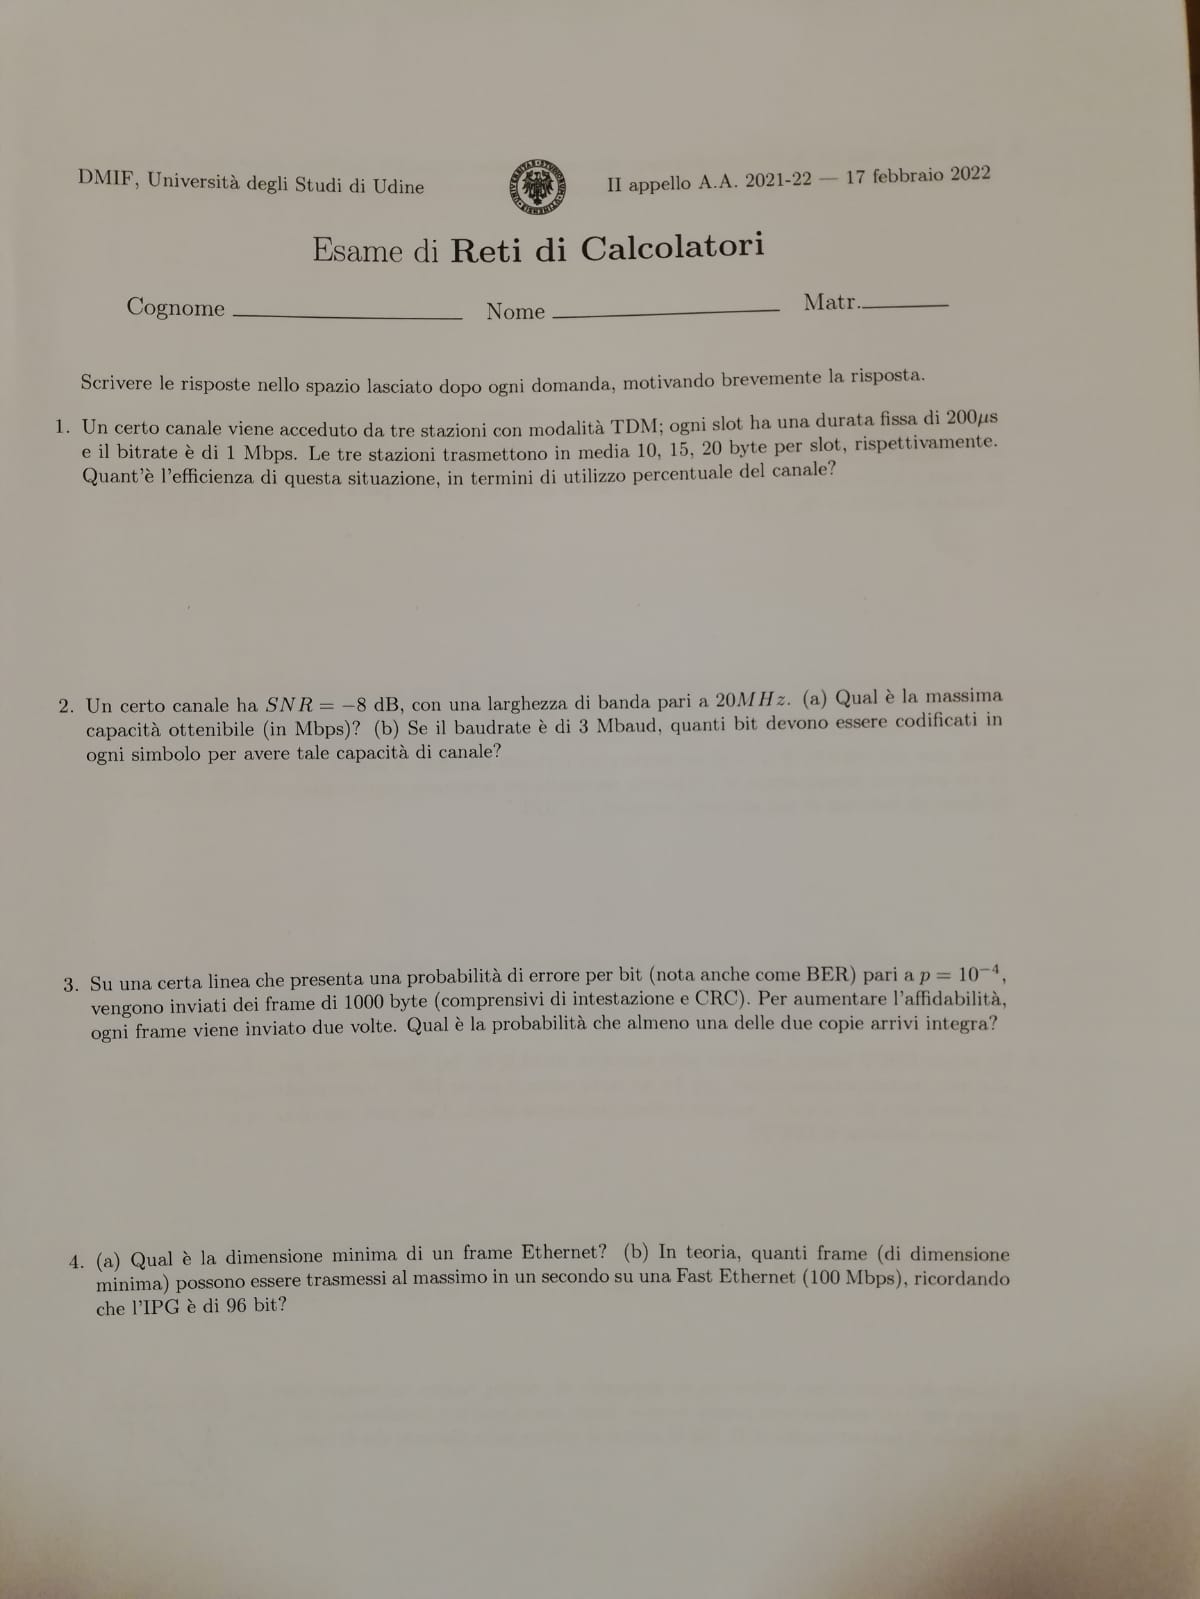 DMIF, Università degli Studi di Udine
II appello A.A. 2021-22 — 17 febbraio 2022
Esame di Reti di Calcolatori
Cognome
Nome
Matr.
Scrivere le risposte nello spazio lasciato dopo ogni domanda, motivando brevemente la risposta.
1. Un certo canale viene acceduto da tre stazioni con modalità TDM; ogni slot ha una durata fissa di 200μs
e il bitrate è di 1 Mbps. Le tre stazioni trasmettono in media 10, 15, 20 byte per slot, rispettivamente.
Quant'è l'efficienza di questa situazione, in termini di utilizzo percentuale del canale?
2. Un certo canale ha SNR = −8 dB, con una larghezza di banda pari a 20MHz. (a) Qual è la massima
capacità ottenibile (in Mbps)? (b) Se il baudrate è di 3 Mbaud, quanti bit devono essere codificati in
ogni simbolo per avere tale capacità di canale?
3. Su una certa linea che presenta una probabilità di errore per bit (nota anche come BER) pari a p = 10⁻⁴,
vengono inviati dei frame di 1000 byte (comprensivi di intestazione e CRC). Per aumentare l'affidabilità,
ogni frame viene inviato due volte. Qual è la probabilità che almeno una delle due copie arrivi integra?
4. (a) Qual è la dimensione minima di un frame Ethernet? (b) In teoria, quanti frame (di dimensione
minima) possono essere trasmessi al massimo in un secondo su una Fast Ethernet (100 Mbps), ricordando
che l'IPG è di 96 bit?